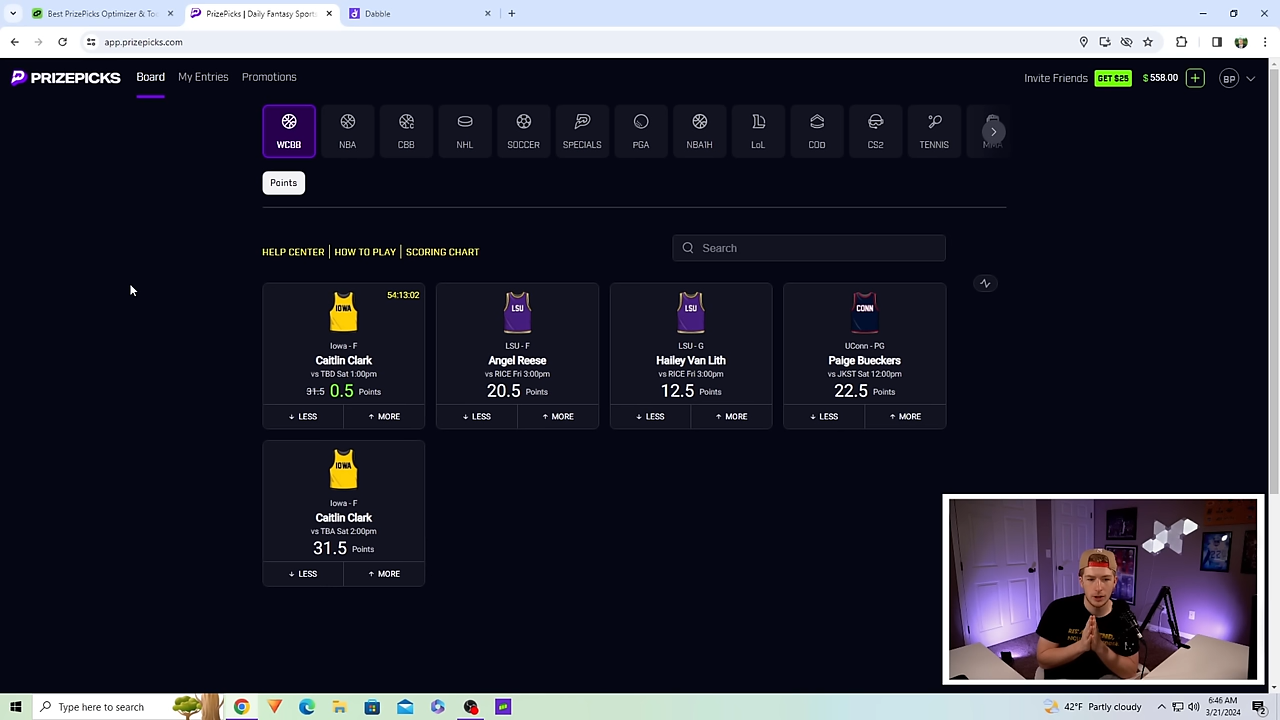 Best PrizePicks Optimizer & Too
PrizePicks | Daily Fantasy Sports
Dabble
app.prizepicks.com
PRIZEPICKS
Board
My Entries
Promotions
Invite Friends
GET $25
$ 558.00
BP
WCBB
NBA
CBB
NHL
SOCCER
SPECIALS
PGA
NBA1H
LoL
COD
CS2
TENNIS
MMA
Points
HELP CENTER | HOW TO PLAY | SCORING CHART
Search
54:13:02
IOWA
Iowa - F
Caitlin Clark
vs TBD Sat 1:00pm
31.5 0.5 Points
LESS
MORE
LSU
LSU - F
Angel Reese
vs RICE Fri 3:00pm
20.5 Points
LESS
MORE
LSU
LSU - G
Hailey Van Lith
vs RICE Fri 3:00pm
12.5 Points
LESS
MORE
CONN
UConn - PG
Paige Bueckers
vs JKST Sat 12:00pm
22.5 Points
LESS
MORE
IOWA
Iowa - F
Caitlin Clark
vs TBA Sat 2:00pm
31.5 Points
LESS
MORE
Type here to search
42°F Partly cloudy
6:46 AM
3/21/2024
2